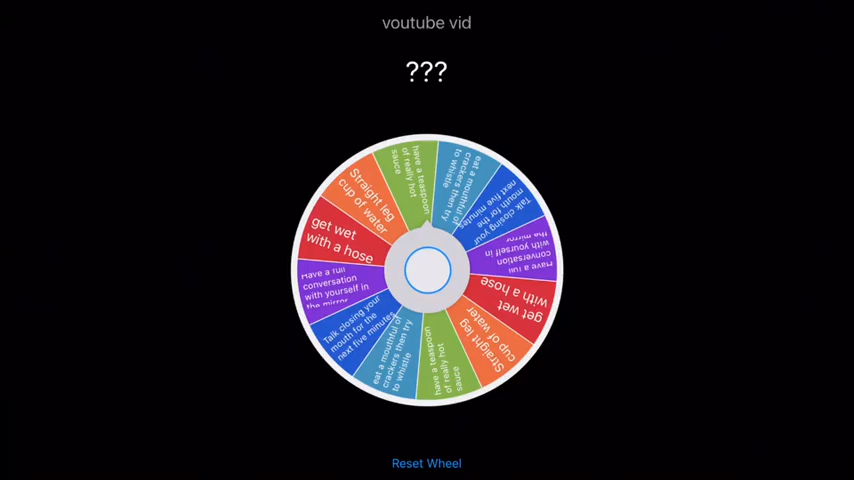 youtube vid
???
have a teaspoon
of really hot
sauce
eat a mouthful of
crackers then try
to whistle
Talk closing your
mouth for the
next five minutes
Have a full
conversation
with yourself in
the mirror
get wet
with a hose
Straight leg
cup of water
have a teaspoon
of really hot
sauce
eat a mouthful of
crackers then try
to whistle
Talk closing your
mouth for the
next five minutes
Have a full
conversation
with yourself in
the mirror
get wet
with a hose
Straight leg
cup of water
Reset Wheel